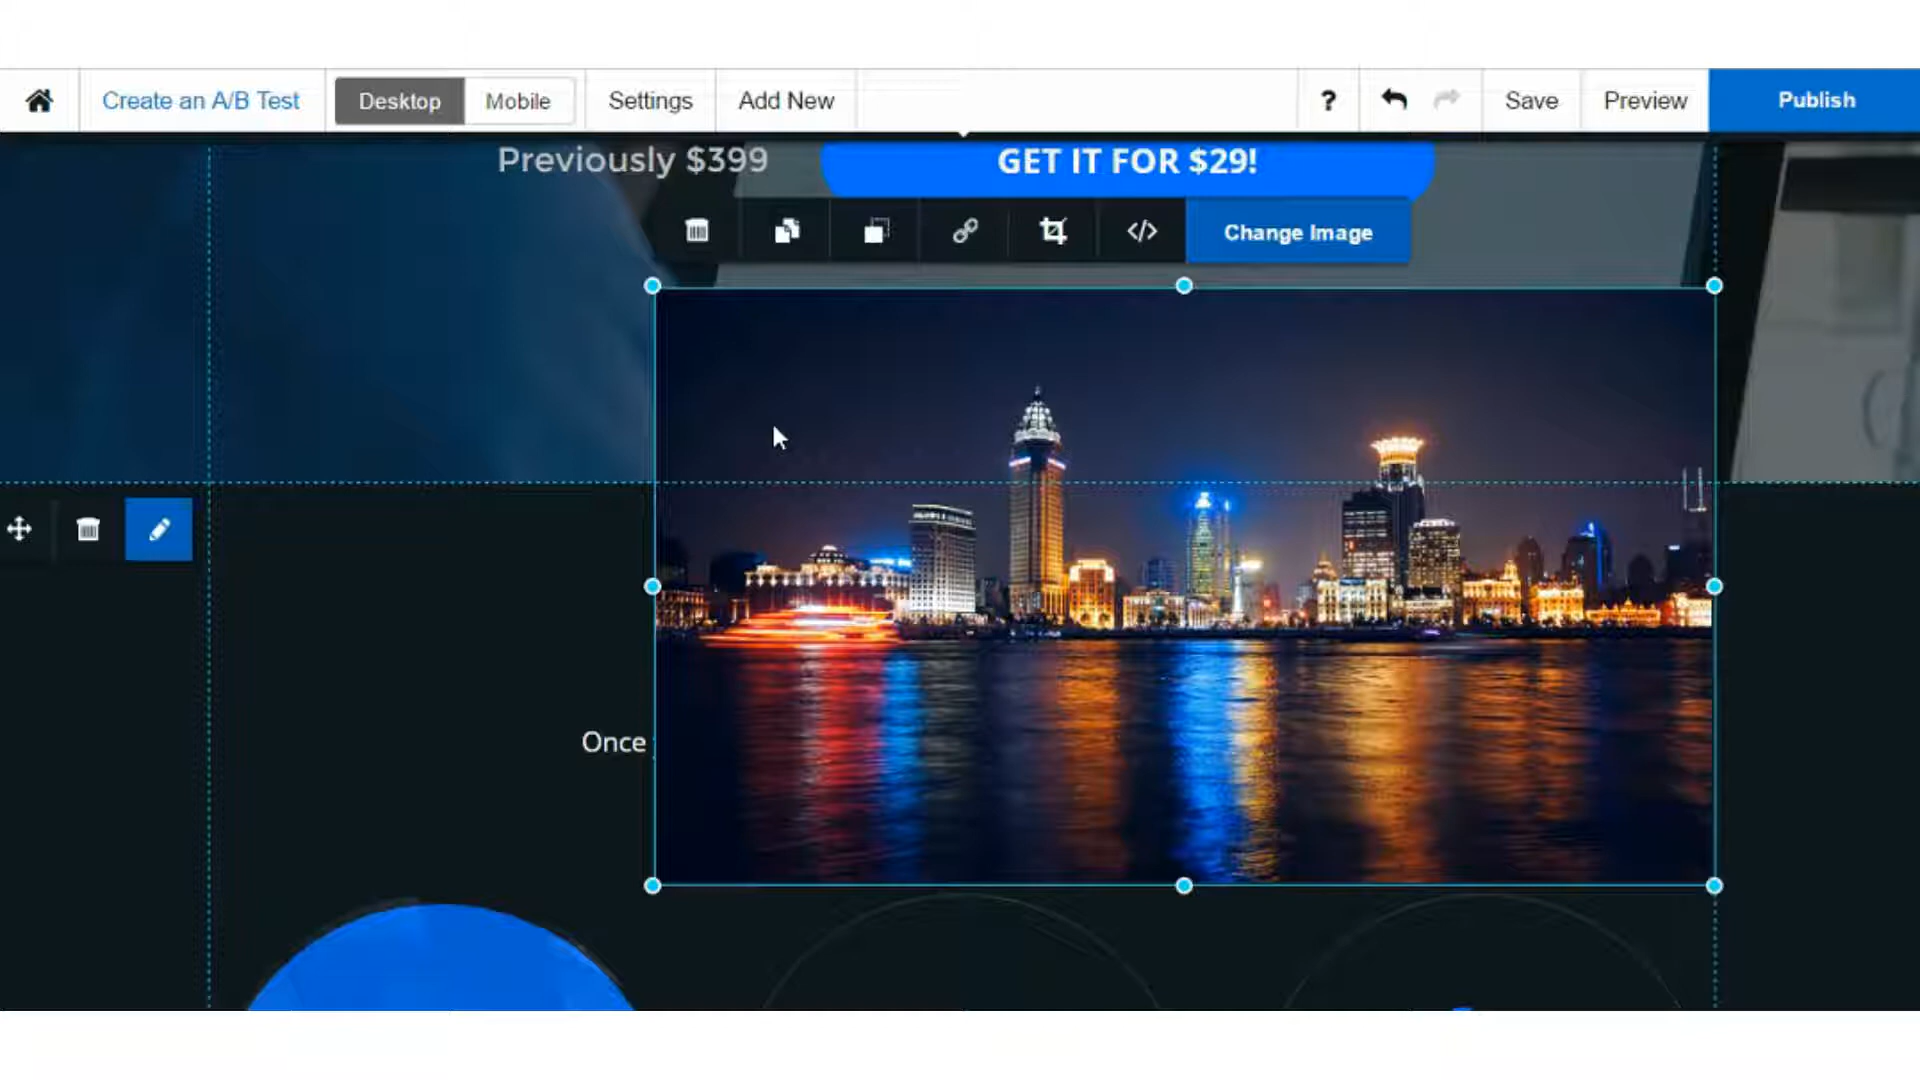 Create an A/B Test Desktop Mobile Settings Add New ? Save Preview Publish
Previously $399 GET IT FOR $29!
</> Change Image
Once